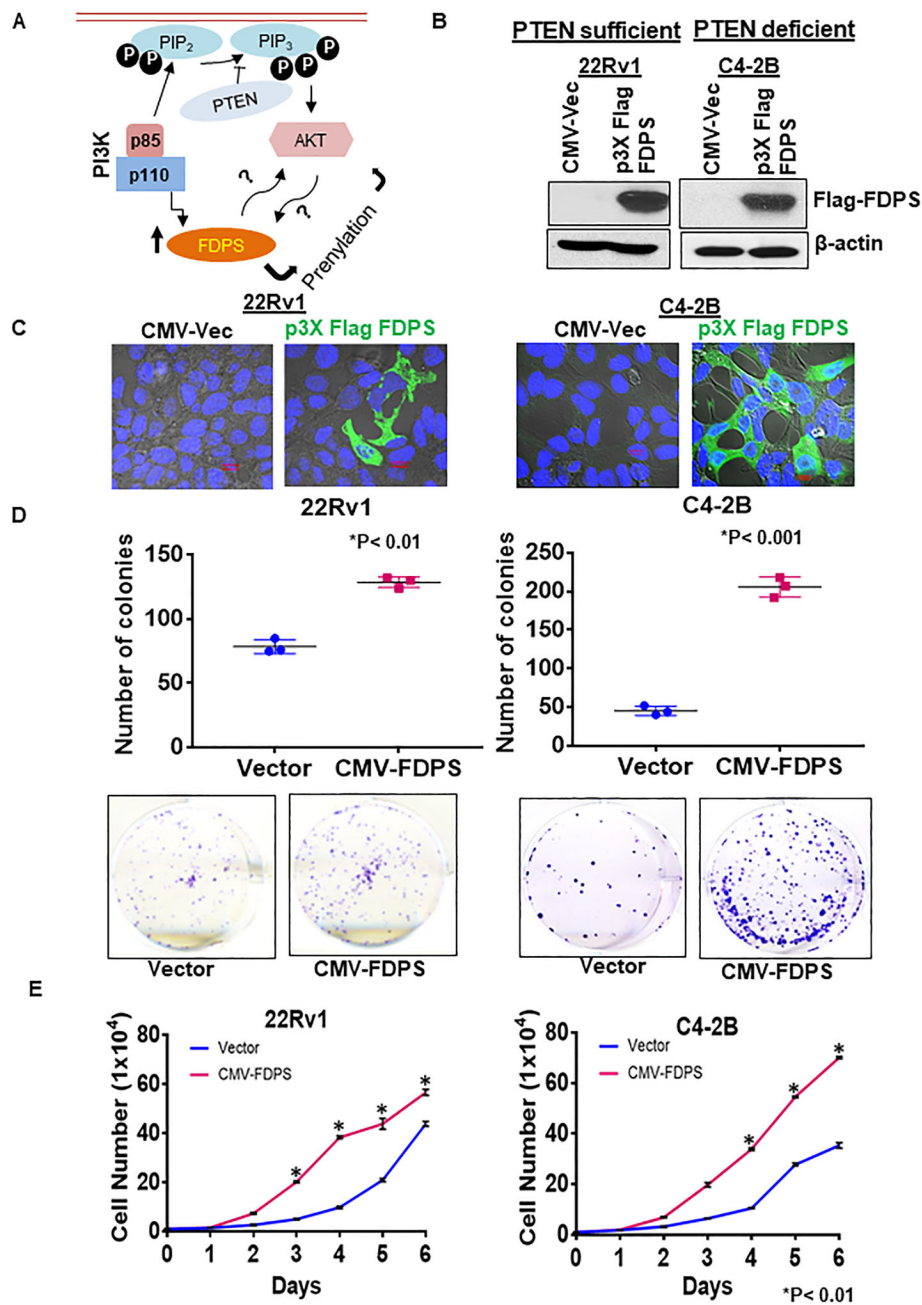 A
PIP2
PIP3
P
P
P
P
P
PTEN
PI3K
p85
p110
AKT
?
?
FDPS
Prenylation
B
PTEN sufficient
PTEN deficient
22Rv1
C4-2B
CMV-Vec
p3X Flag
FDPS
CMV-Vec
p3X Flag
FDPS
Flag-FDPS
β-actin
C
22Rv1
CMV-Vec
p3X Flag FDPS
C4-2B
CMV-Vec
p3X Flag FDPS
D
22Rv1
*P< 0.01
Number of colonies
150
100
50
0
Vector
CMV-FDPS
C4-2B
*P< 0.001
Number of colonies
250
200
150
100
50
0
Vector
CMV-FDPS
Vector
CMV-FDPS
Vector
CMV-FDPS
E
22Rv1
Cell Number (1x10⁴)
80
60
40
20
0
Vector
CMV-FDPS
*
*
*
*
0 1 2 3 4 5 6
Days
C4-2B
Cell Number (1x10⁴)
80
60
40
20
0
Vector
CMV-FDPS
*
*
*
0 1 2 3 4 5 6
Days
*P< 0.01